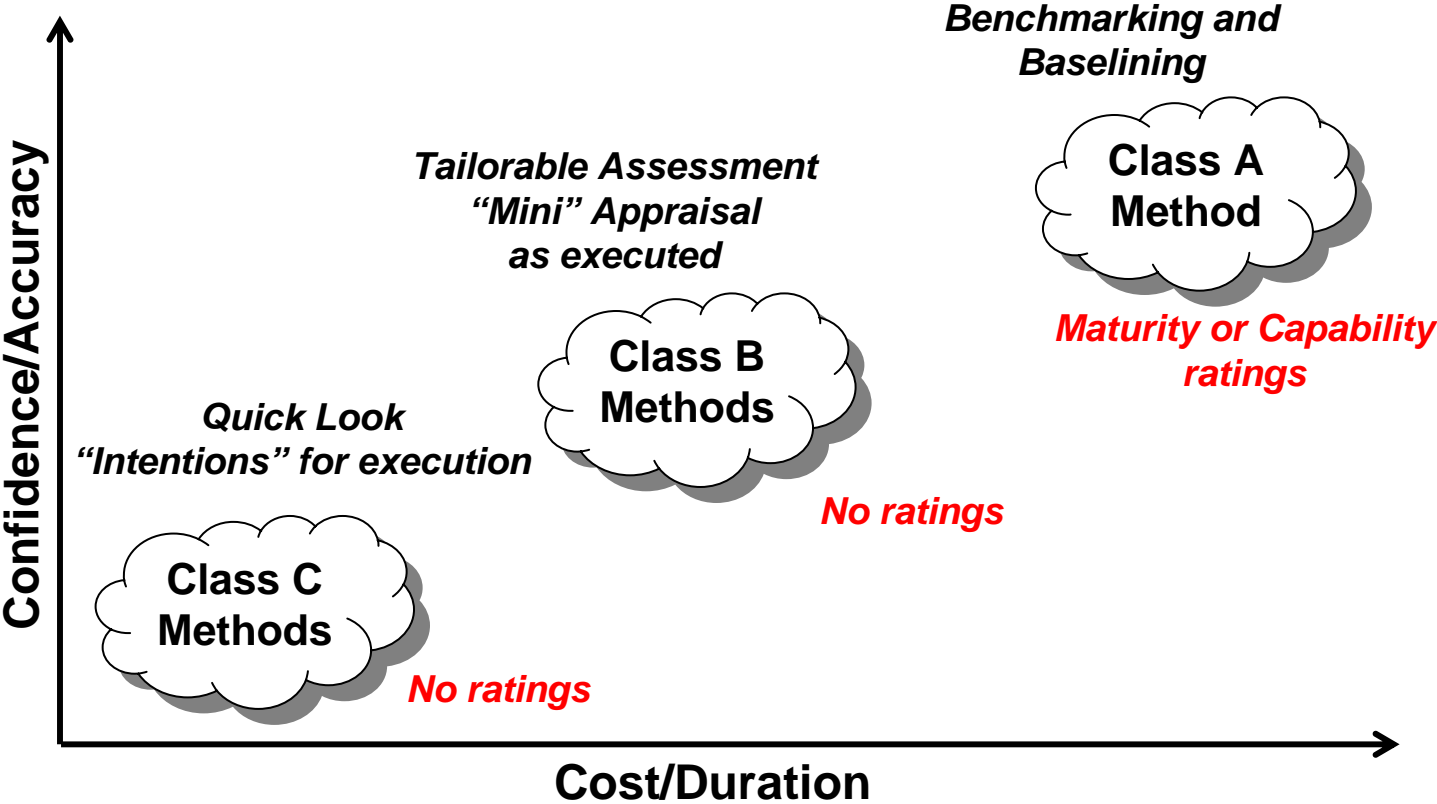 Benchmarking and
Baselining
Class A
Method
Maturity or Capability
ratings
Tailorable Assessment
“Mini” Appraisal
as executed
Class B
Methods
No ratings
Quick Look
“Intentions” for execution
Class C
Methods
No ratings
Confidence/Accuracy
Cost/Duration